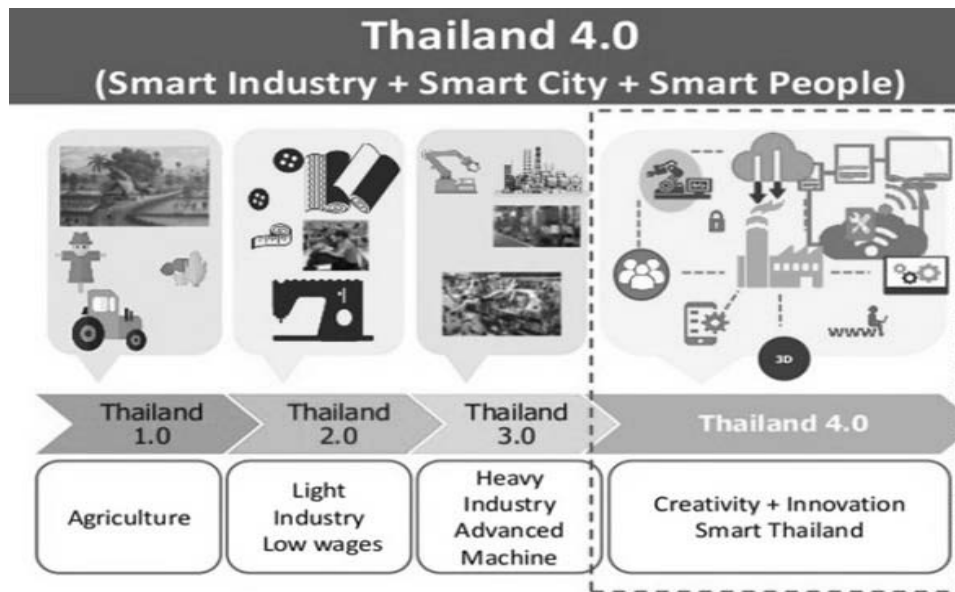 Thailand 4.0
(Smart Industry + Smart City + Smart People)
www
3D
Thailand
1.0
Thailand
2.0
Thailand
3.0
Thailand 4.0
Agriculture
Light
Industry
Low wages
Heavy
Industry
Advanced
Machine
Creativity + Innovation
Smart Thailand